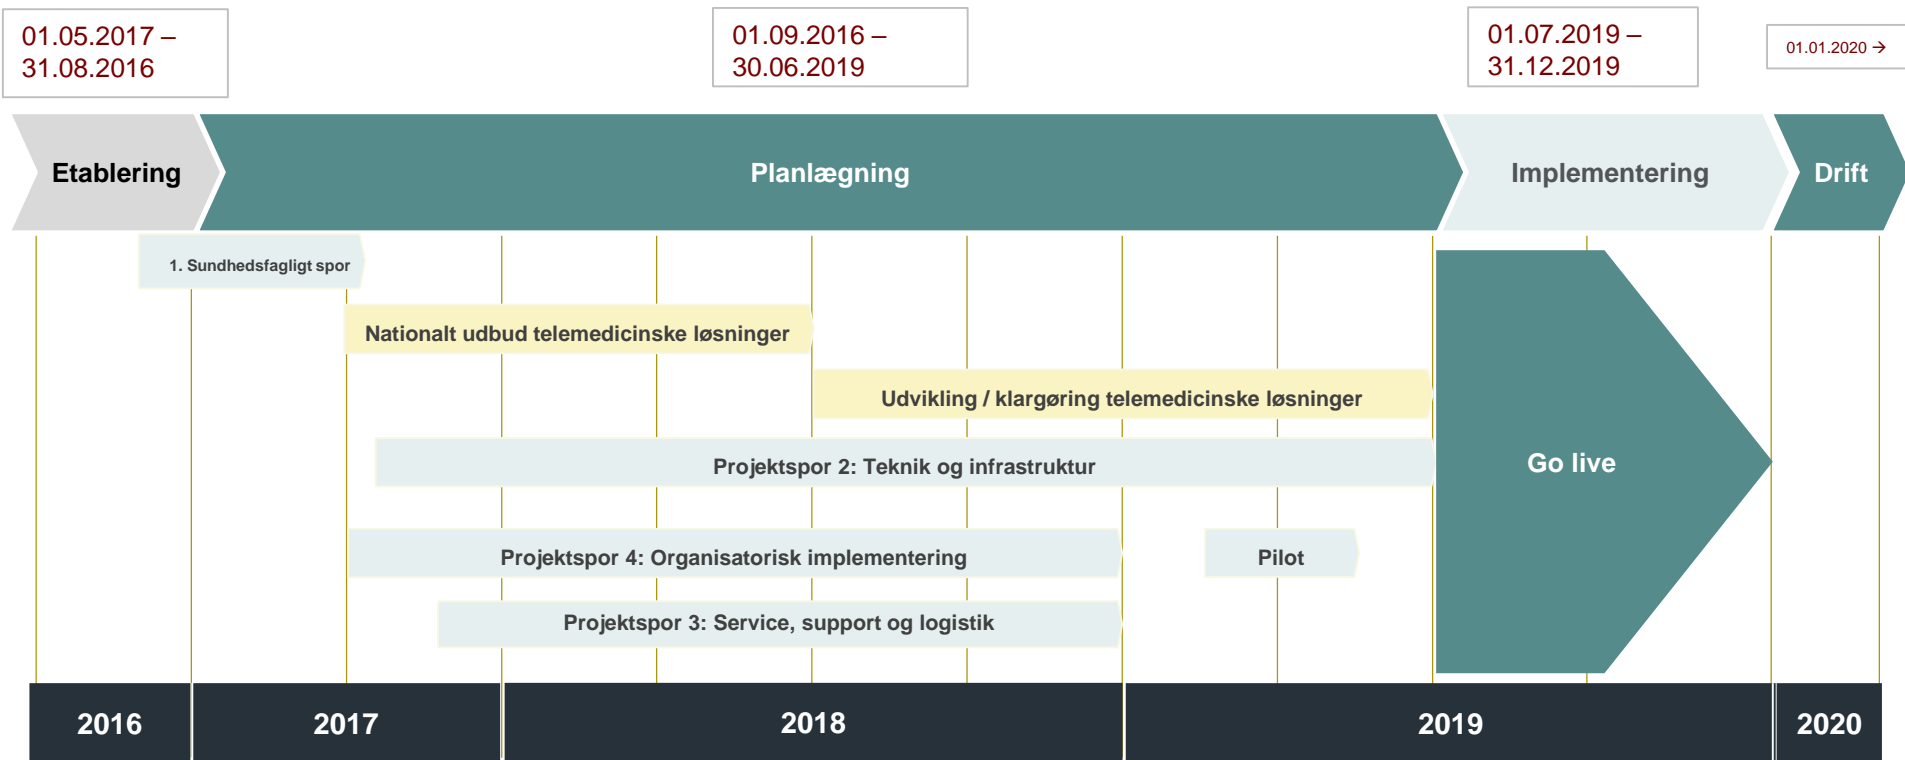 01.05.2017 –
31.08.2016
01.09.2016 –
30.06.2019
01.07.2019 –
31.12.2019
01.01.2020 →
Etablering
Planlægning
Implementering
Drift
1. Sundhedsfagligt spor
Nationalt udbud telemedicinske løsninger
Udvikling / klargøring telemedicinske løsninger
Projektspor 2: Teknik og infrastruktur
Go live
Projektspor 4: Organisatorisk implementering
Pilot
Projektspor 3: Service, support og logistik
2016
2017
2018
2019
2020